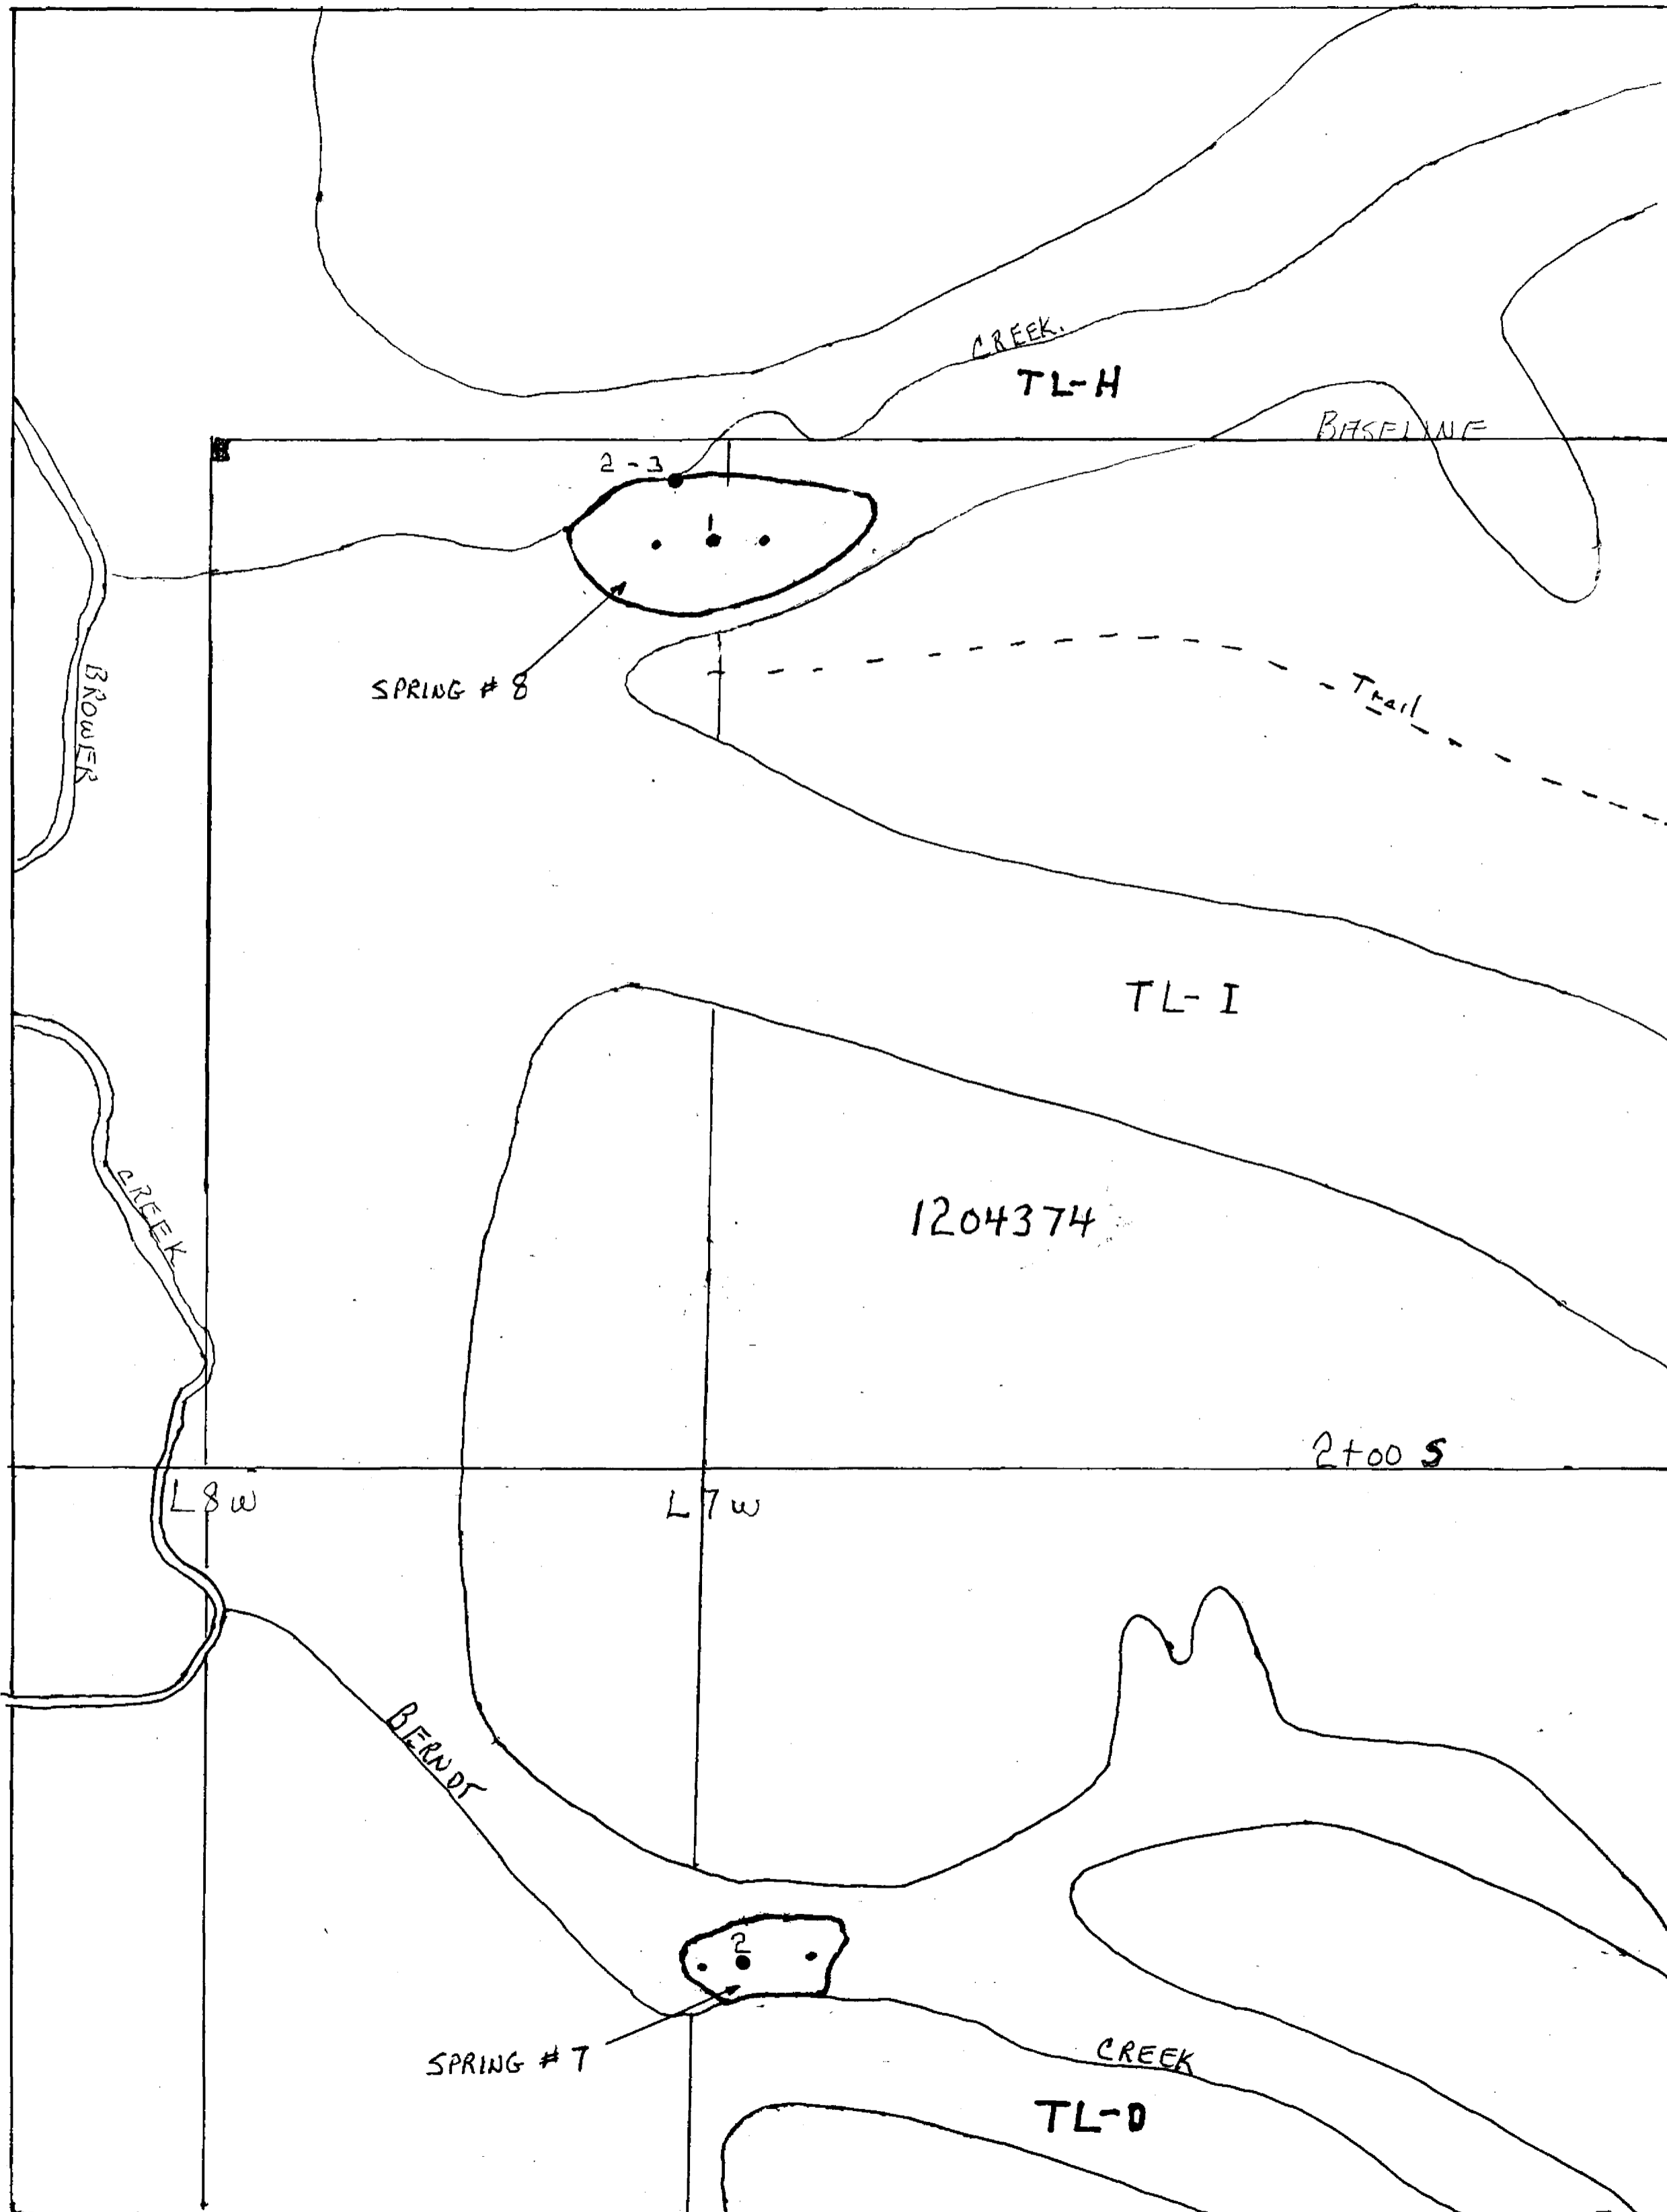 CREEK.
TL-H
BASELINE
2-3
1
SPRING # 8
BROWER
Trail
TL-I
CREEK
1204374
2+00 S
L8W
L7W
BERNDT
2
SPRING # 7
CREEK
TL-D